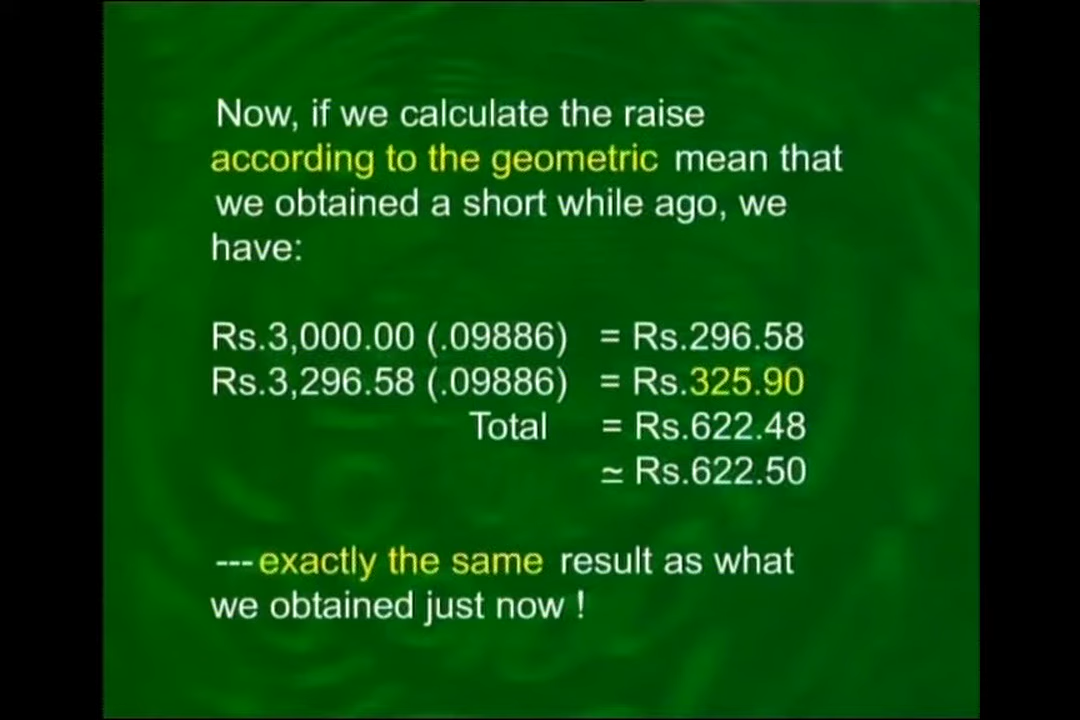 Now, if we calculate the raise
according to the geometric mean that
we obtained a short while ago, we
have:
Rs.3,000.00 (.09886) = Rs.296.58
Rs.3,296.58 (.09886) = Rs.325.90
Total = Rs.622.48
≃ Rs.622.50
---exactly the same result as what
we obtained just now !